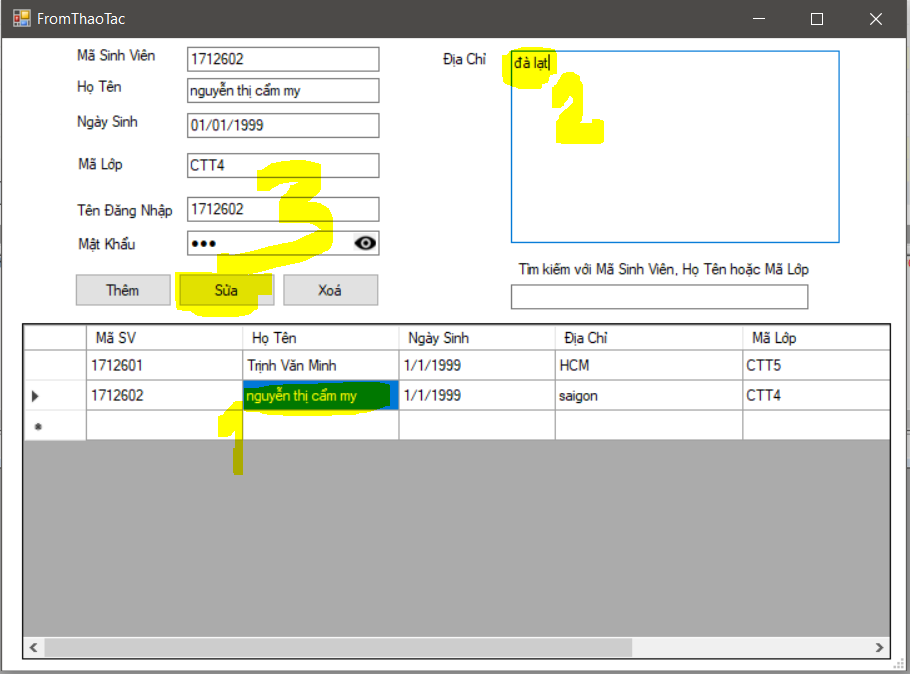 FromThaoTac
Mã Sinh Viên 1712602
Họ Tên nguyễn thị cẩm my
Ngày Sinh 01/01/1999
Mã Lốp CTT4
Tên Đăng Nhập 1712602
Mật Khẩu •••
Thêm Sửa Xoá
Địa Chỉ đà lạt
Tìm kiếm với Mã Sinh Viên, Họ Tên hoặc Mã Lốp
1
2
3
Mã SV Họ Tên Ngày Sinh Địa Chỉ Mã Lốp
1712601 Trịnh Văn Minh 1/1/1999 HCM CTT5
1712602 nguyễn thị cẩm my 1/1/1999 saigon CTT4